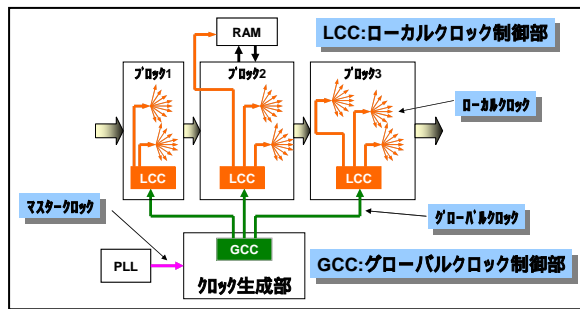 RAM
LCC:ローカルクロック制御部
ブロック1
ブロック2
ブロック3
ローカルクロック
LCC
LCC
LCC
マスタークロック
グローバルクロック
GCC
PLL
クロック生成部
GCC:グローバルクロック制御部